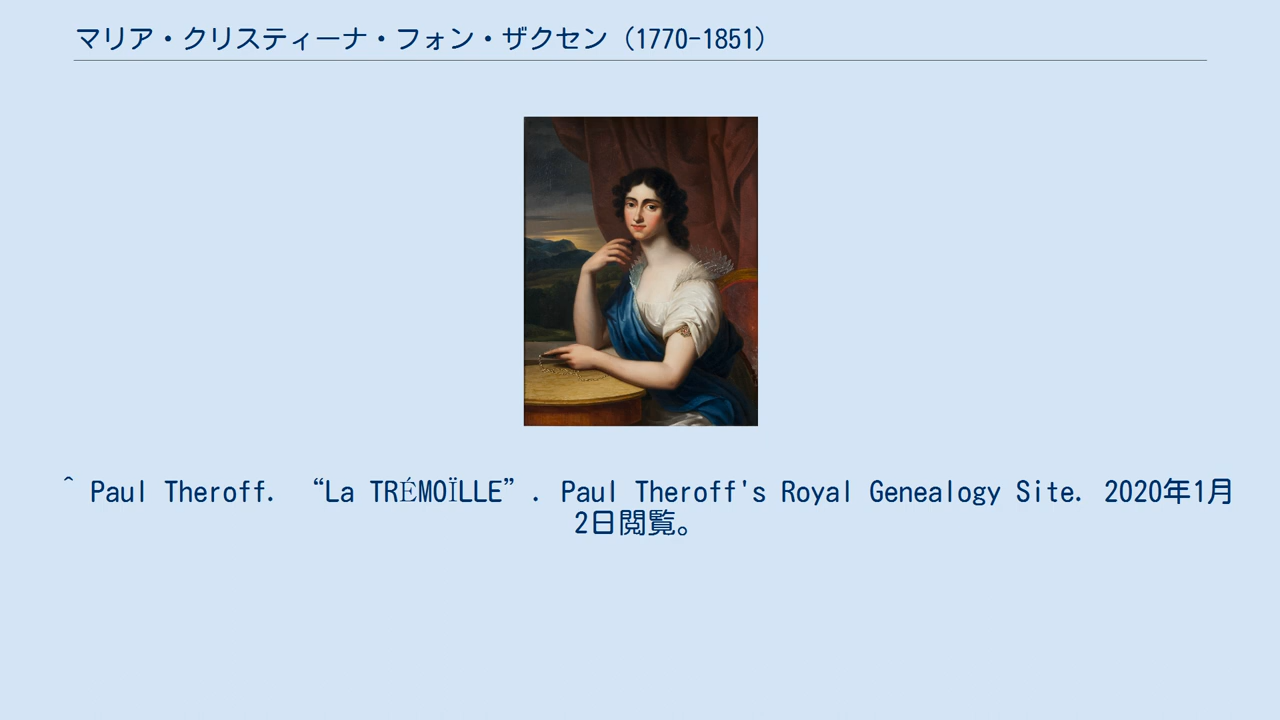 マリア・クリスティーナ・フォン・ザクセン（1770-1851）
^ Paul Theroff. “La TRÉMOÏLLE”. Paul Theroff's Royal Genealogy Site. 2020年1月
2日閲覧。